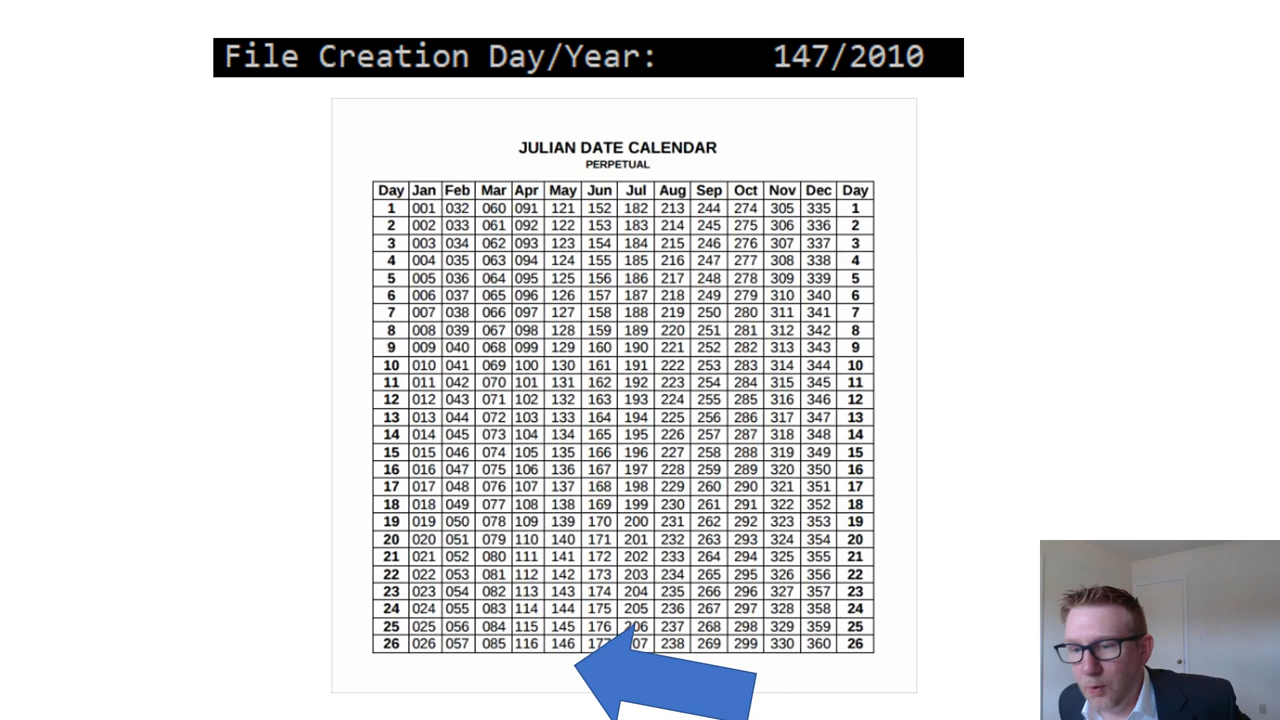 File Creation Day/Year: 147/2010
JULIAN DATE CALENDAR
PERPETUAL
Day Jan Feb Mar Apr May Jun Jul Aug Sep Oct Nov Dec Day
1 001 032 060 091 121 152 182 213 244 274 305 335 1
2 002 033 061 092 122 153 183 214 245 275 306 336 2
3 003 034 062 093 123 154 184 215 246 276 307 337 3
4 004 035 063 094 124 155 185 216 247 277 308 338 4
5 005 036 064 095 125 156 186 217 248 278 309 339 5
6 006 037 065 096 126 157 187 218 249 279 310 340 6
7 007 038 066 097 127 158 188 219 250 280 311 341 7
8 008 039 067 098 128 159 189 220 251 281 312 342 8
9 009 040 068 099 129 160 190 221 252 282 313 343 9
10 010 041 069 100 130 161 191 222 253 283 314 344 10
11 011 042 070 101 131 162 192 223 254 284 315 345 11
12 012 043 071 102 132 163 193 224 255 285 316 346 12
13 013 044 072 103 133 164 194 225 256 286 317 347 13
14 014 045 073 104 134 165 195 226 257 287 318 348 14
15 015 046 074 105 135 166 196 227 258 288 319 349 15
16 016 047 075 106 136 167 197 228 259 289 320 350 16
17 017 048 076 107 137 168 198 229 260 290 321 351 17
18 018 049 077 108 138 169 199 230 261 291 322 352 18
19 019 050 078 109 139 170 200 231 262 292 323 353 19
20 020 051 079 110 140 171 201 232 263 293 324 354 20
21 021 052 080 111 141 172 202 233 264 294 325 355 21
22 022 053 081 112 142 173 203 234 265 295 326 356 22
23 023 054 082 113 143 174 204 235 266 296 327 357 23
24 024 055 083 114 144 175 205 236 267 297 328 358 24
25 025 056 084 115 145 176 237 268 298 329 359 25
26 026 057 085 116 146 238 269 299 330 360 26